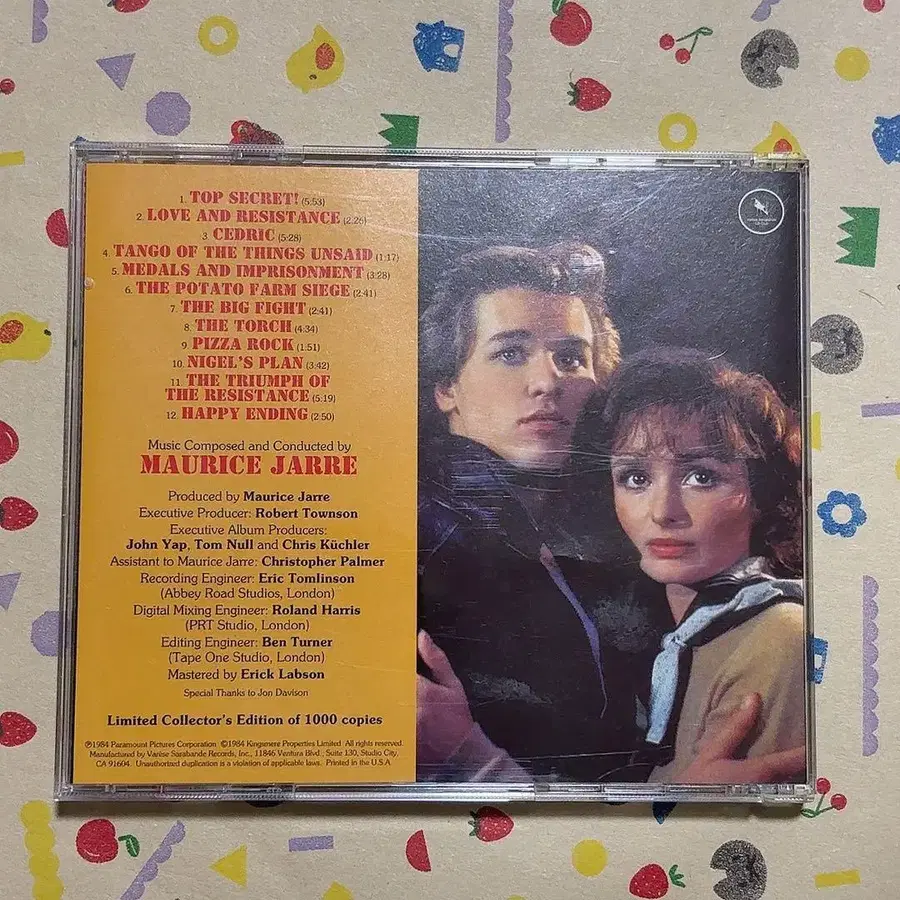 1. TOP SECRET! (5:53)
2. LOVE AND RESISTANCE (2:26)
3. CEDRIC (5:28)
4. TANGO OF THE THINGS UNSAID (1:17)
5. MEDALS AND IMPRISONMENT (3:28)
6. THE POTATO FARM SIEGE (2:41)
7. THE BIG FIGHT (2:41)
8. THE TORCH (4:34)
9. PIZZA ROCK (1:51)
10. NIGEL'S PLAN (3:42)
11. THE TRIUMPH OF
THE RESISTANCE (5:19)
12. HAPPY ENDING (2:50)
Music Composed and Conducted by
MAURICE JARRE
Produced by Maurice Jarre
Executive Producer: Robert Townson
Executive Album Producers:
John Yap, Tom Null and Chris Küchler
Assistant to Maurice Jarre: Christopher Palmer
Recording Engineer: Eric Tomlinson
(Abbey Road Studios, London)
Digital Mixing Engineer: Roland Harris
(PRT Studio, London)
Editing Engineer: Ben Turner
(Tape One Studio, London)
Mastered by Erick Labson
Special Thanks to Jon Davison
Limited Collector's Edition of 1000 copies
℗1984 Paramount Pictures Corporation ©1984 Kingsmere Properties Limited All rights reserved.
Manufactured by Varèse Sarabande Records, Inc., 11846 Ventura Blvd., Suite 130, Studio City,
CA 91604. Unauthorized duplication is a violation of applicable laws. Printed in the U.S.A